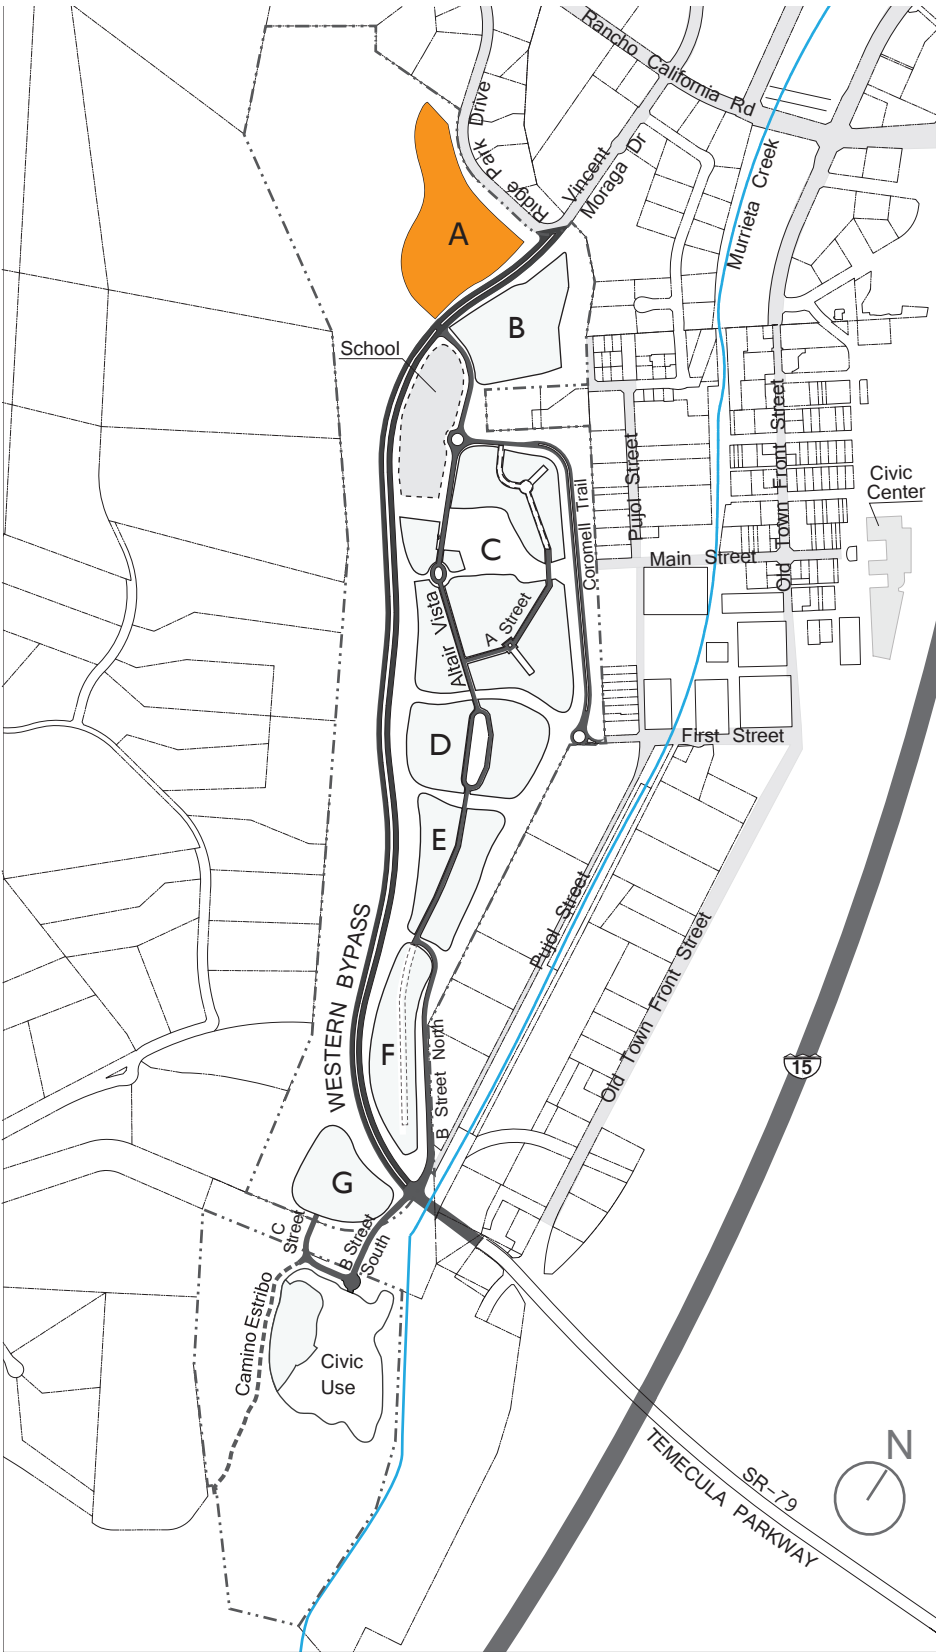 Rancho California Rd
Ridge Park Drive
Vincent
Moraga Dr
Murrieta Creek
A
B
School
Pujol Street
Old Town Front Street
Civic
Center
Coromell Trail
C
Main Street
Altair Vista
A Street
D
First Street
E
Pujol Street
WESTERN BYPASS
Old Town Front Street
F
B Street North
15
G
C
Street
B Street
South
Camino Estribo
Civic
Use
N
SR-79
TEMECULA PARKWAY